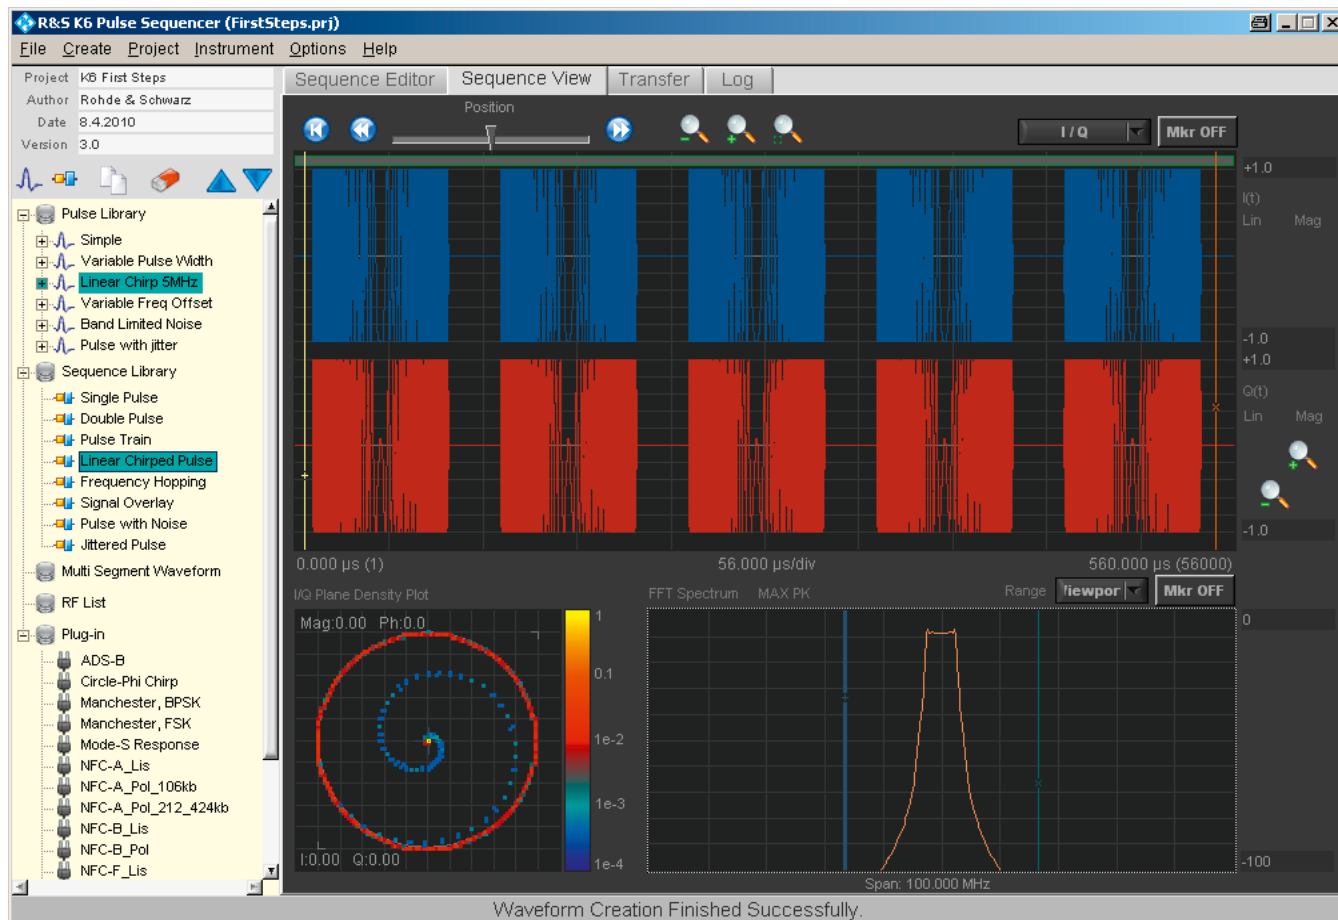 R&S K6 Pulse Sequencer (FirstSteps.prj)
File Create Project Instrument Options Help
Project K6 First Steps
Author Rohde & Schwarz
Date 8.4.2010
Version 3.0
Sequence Editor Sequence View Transfer Log
Position
I / Q Mkr OFF
Pulse Library
Simple
Variable Pulse Width
Linear Chirp 5MHz
Variable Freq Offset
Band Limited Noise
Pulse with jitter
Sequence Library
Single Pulse
Double Pulse
Pulse Train
Linear Chirped Pulse
Frequency Hopping
Signal Overlay
Pulse with Noise
Jittered Pulse
Multi Segment Waveform
RF List
Plug-in
ADS-B
Circle-Phi Chirp
Manchester, BPSK
Manchester, FSK
Mode-S Response
NFC-A_Lis
NFC-A_Pol_106kb
NFC-A_Pol_212_424kb
NFC-B_Lis
NFC-B_Pol
NFC-F_Lis
+1.0
I(t)
Lin Mag
-1.0
+1.0
Q(t)
Lin Mag
-1.0
0.000 µs (1) 56.000 µs/div 560.000 µs (56000)
I/Q Plane Density Plot
Mag:0.00 Ph:0.0
I:0.00 Q:0.00
1
0.1
1e-2
1e-3
1e-4
FFT Spectrum MAX PK Range Viewpor Mkr OFF
0
-100
Span: 100.000 MHz
Waveform Creation Finished Successfully.